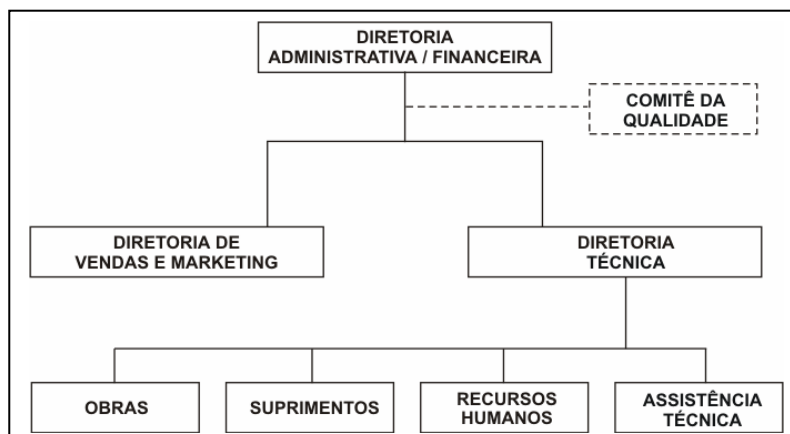 DIRETORIA
ADMINISTRATIVA / FINANCEIRA
COMITÊ DA
QUALIDADE
DIRETORIA DE
VENDAS E MARKETING
DIRETORIA
TÉCNICA
OBRAS
SUPRIMENTOS
RECURSOS
HUMANOS
ASSISTÊNCIA
TÉCNICA